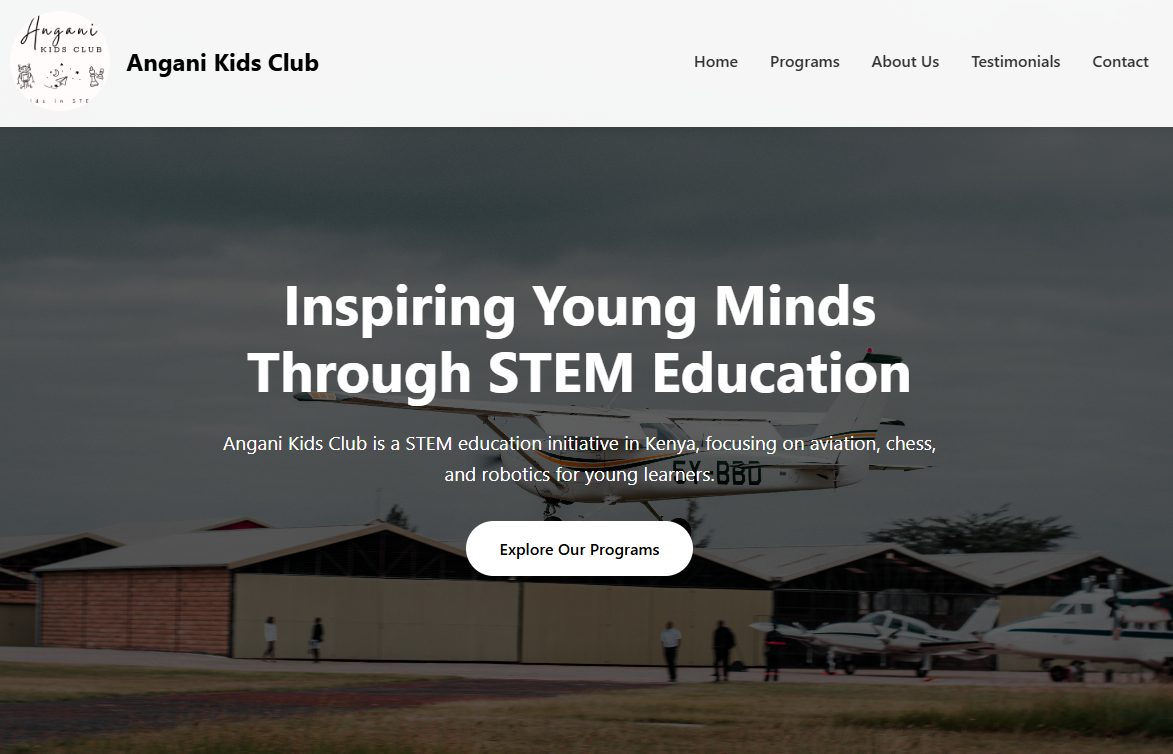 Angani
KIDS CLUB
Angani Kids Club
Home
Programs
About Us
Testimonials
Contact
Inspiring Young Minds
Through STEM Education
Angani Kids Club is a STEM education initiative in Kenya, focusing on aviation, chess,
and robotics for young learners.
5Y-BBD
Explore Our Programs